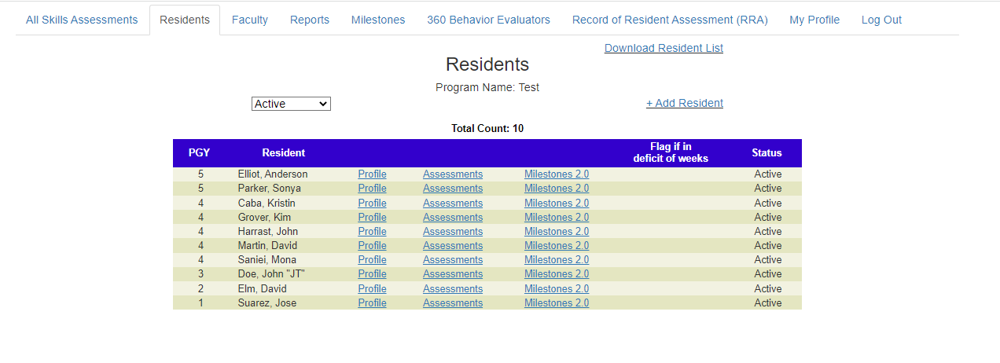 All Skills Assessments Residents Faculty Reports Milestones 360 Behavior Evaluators Record of Resident Assessment (RRA) My Profile Log Out
Download Resident List
Residents
Program Name: Test
Active + Add Resident
Total Count: 10
PGY Resident Flag if in deficit of weeks Status
5 Elliot, Anderson Profile Assessments Milestones 2.0 Active
5 Parker, Sonya Profile Assessments Milestones 2.0 Active
4 Caba, Kristin Profile Assessments Milestones 2.0 Active
4 Grover, Kim Profile Assessments Milestones 2.0 Active
4 Harrast, John Profile Assessments Milestones 2.0 Active
4 Martin, David Profile Assessments Milestones 2.0 Active
4 Saniei, Mona Profile Assessments Milestones 2.0 Active
3 Doe, John "JT" Profile Assessments Milestones 2.0 Active
2 Elm, David Profile Assessments Milestones 2.0 Active
1 Suarez, Jose Profile Assessments Milestones 2.0 Active